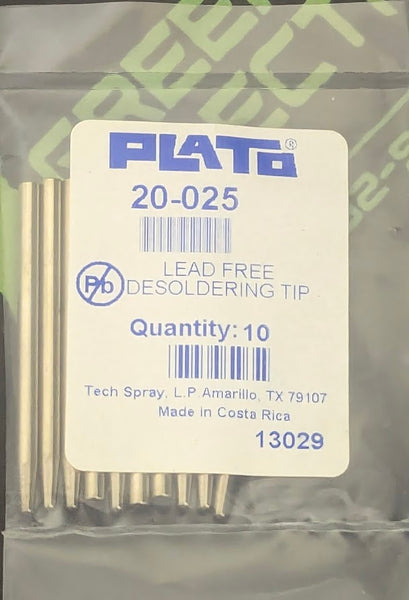 PLATO®
20-025
Pb
LEAD FREE
DESOLDERING TIP
Quantity: 10
Tech Spray, L.P. Amarillo, TX 79107
Made in Costa Rica
13029